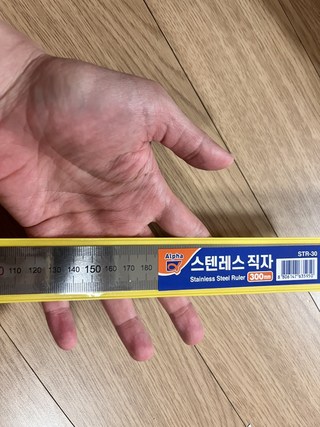 STR-30
Alpha
스텐레스 직자
Stainless Steel Ruler 300mm
110 120 130 140 150 160 170 180